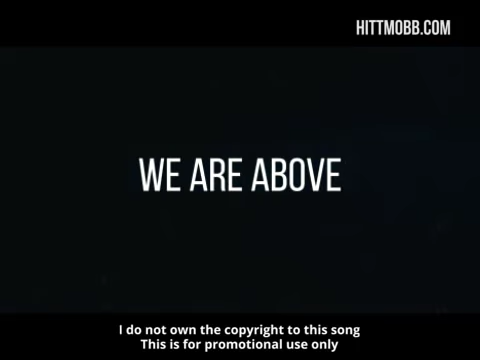 HITTMOBB.COM
WE ARE ABOVE
I do not own the copyright to this song
This is for promotional use only